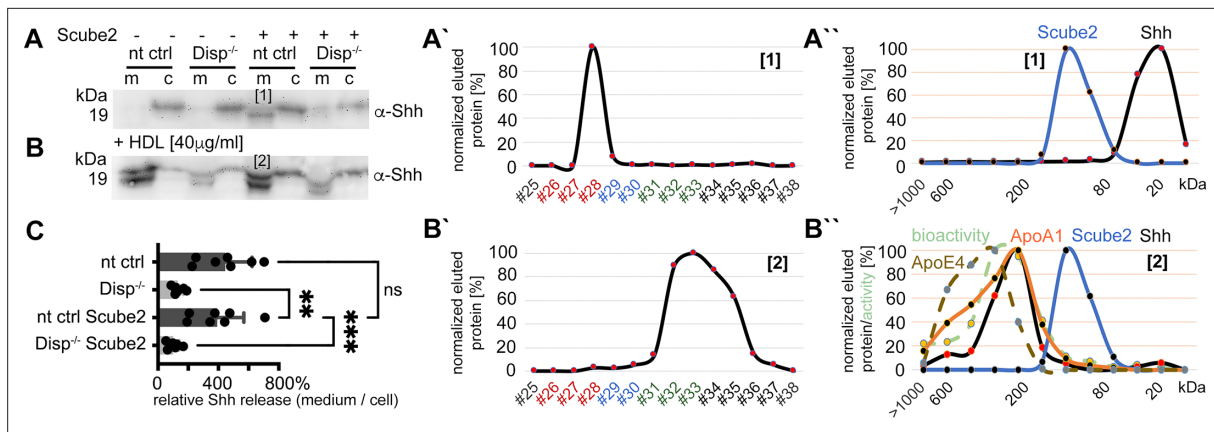 A
Scube2 - - - - + + + +
nt ctrl Disp-/- nt ctrl Disp-/-
m c m c m c m c
kDa
19
[1]
α-Shh
B
+ HDL [40µg/ml]
kDa
19
[2]
α-Shh
C
nt ctrl
Disp-/-
nt ctrl Scube2
Disp-/- Scube2
0 400 800%
relative Shh release (medium / cell)
**
***
ns
A`
[1]
normalized eluted
protein [%]
100
80
60
40
20
0
#25 #26 #27 #28 #29 #30 #31 #32 #33 #34 #35 #36 #37 #38
B`
[2]
normalized eluted
protein [%]
100
80
60
40
20
0
#25 #26 #27 #28 #29 #30 #31 #32 #33 #34 #35 #36 #37 #38
A``
Scube2 Shh
[1]
normalized eluted
protein [%]
100
80
60
40
20
0
>1000 600 200 80 20 kDa
B``
bioactivity ApoA1 Scube2 Shh
ApoE4
[2]
normalized eluted
protein/activity [%]
100
80
60
40
20
0
>1000 600 200 80 20 kDa